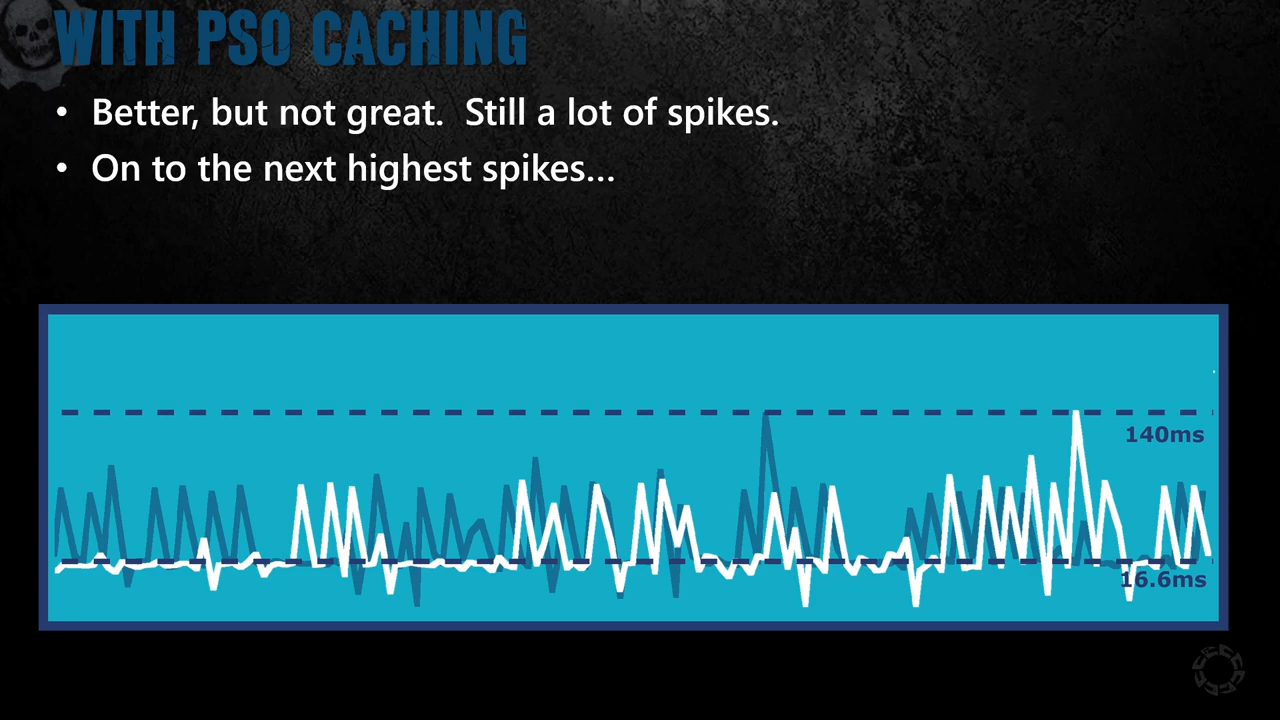 WITH PSO CACHING
• Better, but not great.  Still a lot of spikes.
• On to the next highest spikes...
140ms
16.6ms